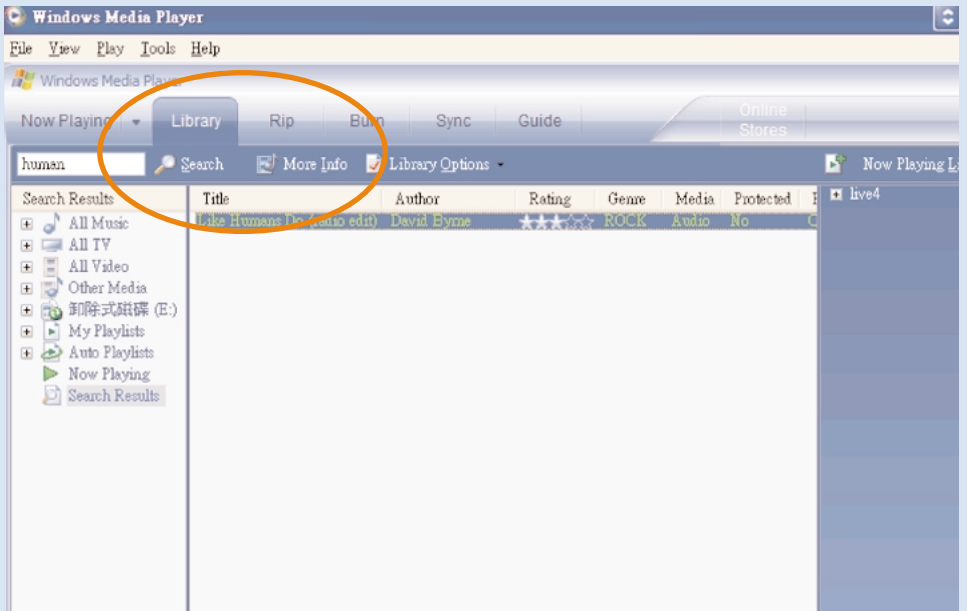 Windows Media Player
File View Play Tools Help
Windows Media Player
Now Playing Library Rip Burn Sync Guide Online Stores
human Search More Info Library Options Now Playing Li
Search Results Title Author Rating Genre Media Protected
live4
All Music Like Humans Do (radio edit) David Byrne ROCK Audio No
All TV
All Video
Other Media
卸除式磁碟 (E:)
My Playlists
Auto Playlists
Now Playing
Search Results